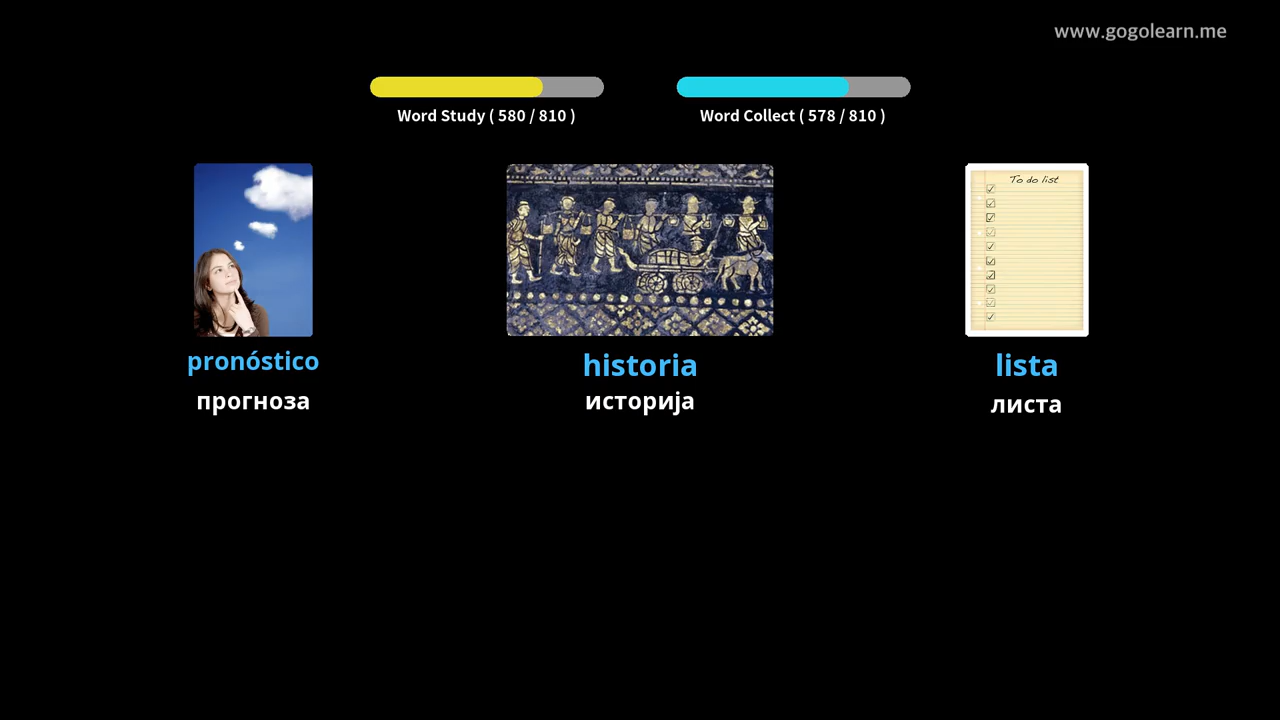 www.gogolearn.me
Word Study ( 580 / 810 )
Word Collect ( 578 / 810 )
To do list
pronóstico
historia
lista
прогноза
историја
листа